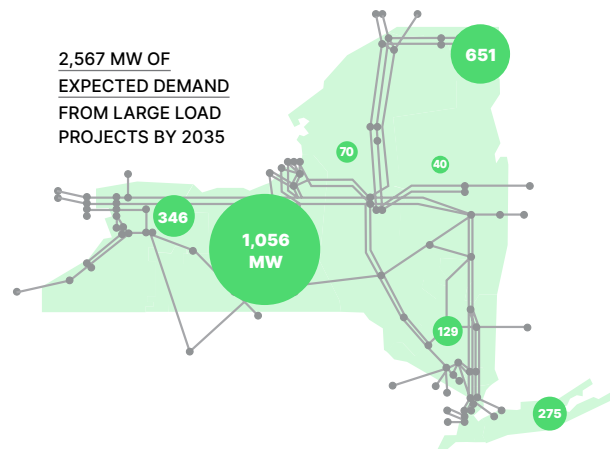 2,567 MW OF
EXPECTED DEMAND
FROM LARGE LOAD
PROJECTS BY 2035
651
70
40
346
1,056
MW
129
275